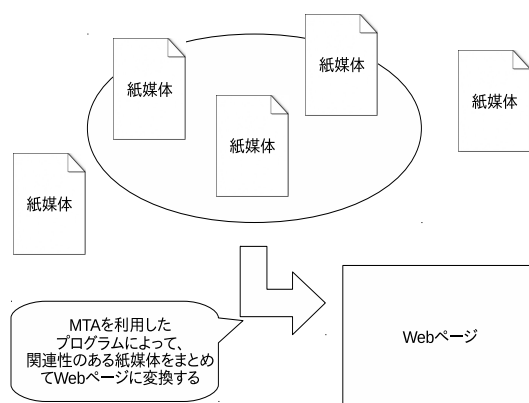 紙媒体
紙媒体
紙媒体
紙媒体
紙媒体
MTAを利用した
プログラムによって、
関連性のある紙媒体をまとめ
てWebページに変換する
Webページ